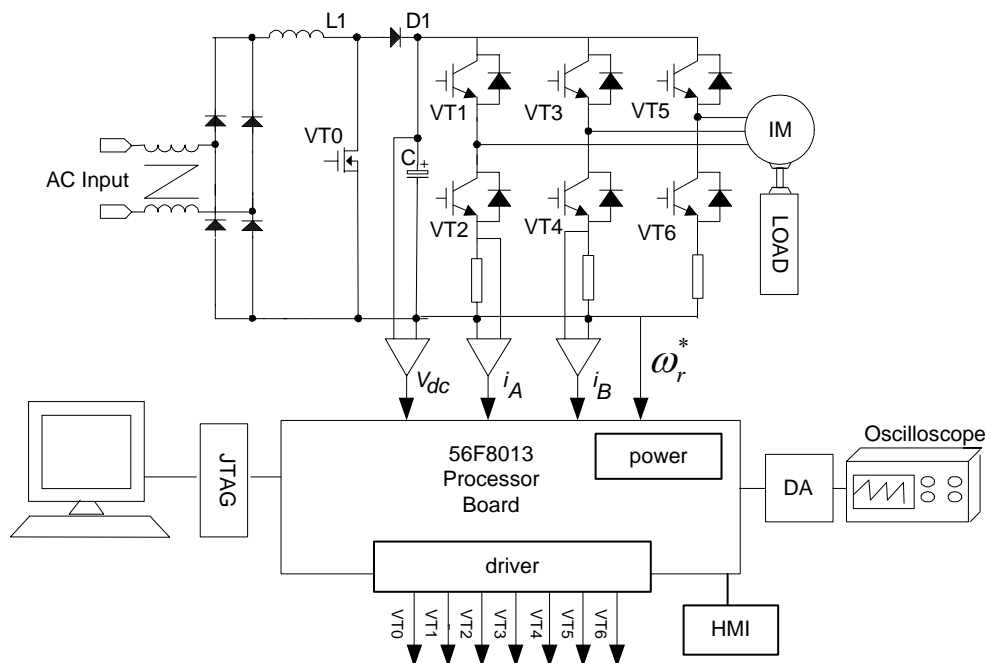 L1
D1
VT1
VT3
VT5
IM
VT0
C
+
AC Input
VT2
VT4
VT6
LOAD
V_dc
i_A
i_B
ω_r^*
Oscilloscope
JTAG
56F8013
Processor
Board
power
DA
driver
VT0
VT1
VT2
VT3
VT4
VT5
VT6
HMI